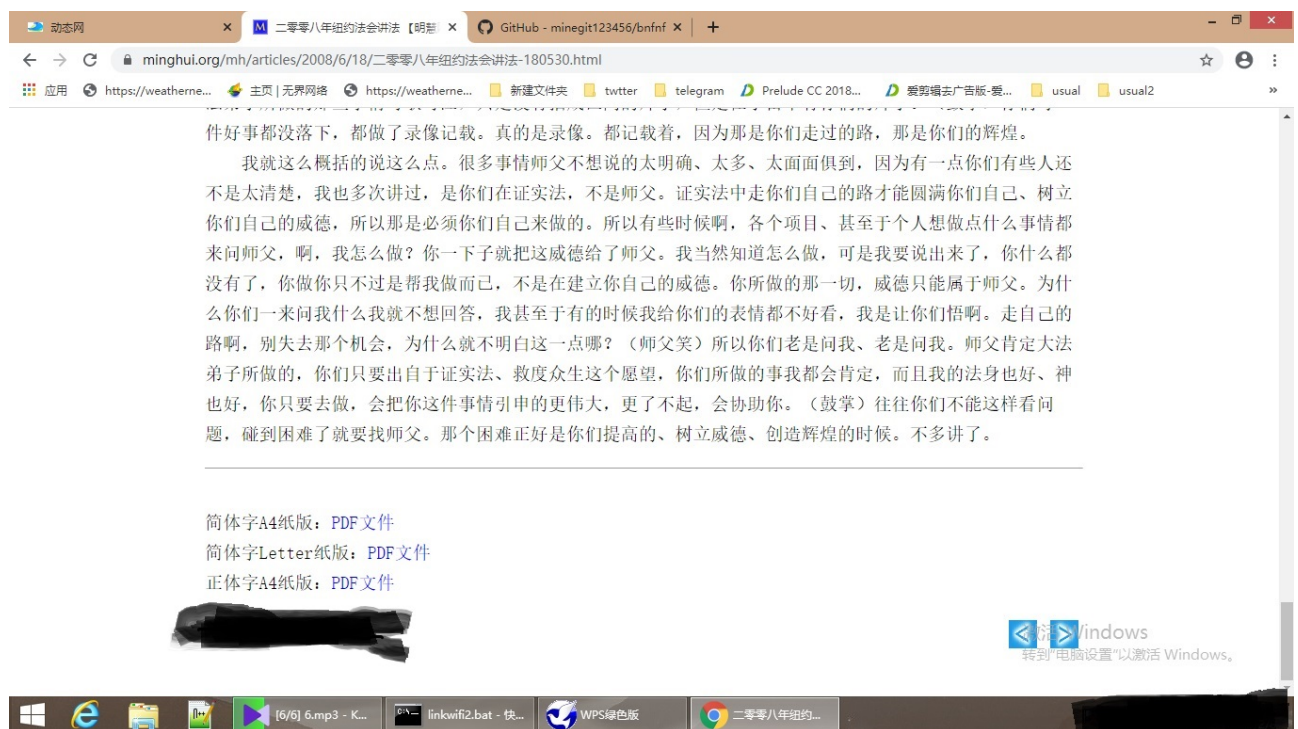 动态网
二零零八年纽约法会讲法 【明慧
GitHub - minegit123456/bnfnf
minghui.org/mh/articles/2008/6/18/二零零八年纽约法会讲法-180530.html
应用 https://weatherne... 主页 | 无界网络 https://weatherne... 新建文件夹 twtter telegram Prelude CC 2018... 爱剪辑去广告版-爱... usual usual2 »
件好事都没落下，都做了录像记载。真的是录像。都记载着，因为那是你们走过的路，那是你们的辉煌。
我就这么概括的说这么点。很多事情师父不想说的太明确、太多、太面面俱到，因为有一点你们有些人还
不是太清楚，我也多次讲过，是你们在证实法，不是师父。证实法中走你们自己的路才能圆满你们自己、树立
你们自己的威德，所以那是必须你们自己来做的。所以有些时候啊，各个项目、甚至于个人想做点什么事情都
来问师父，啊，我怎么做？你一下子就把这威德给了师父。我当然知道怎么做，可是我要说出来了，你什么都
没有了，你做你只不过是帮我做而已，不是在建立你自己的威德。你所做的那一切，威德只能属于师父。为什
么你们一来问我什么我就不想回答，我甚至于有的时候我给你们的表情都不好看，我是让你们悟啊。走自己的
路啊，别失去那个机会，为什么就不明白这一点哪？（师父笑）所以你们老是问我、老是问我。师父肯定大法
弟子所做的，你们只要出自于证实法、救度众生这个愿望，你们所做的事我都会肯定，而且我的法身也好、神
也好，你只要去做，会把你这件事情引申的更伟大，更了不起，会协助你。（鼓掌）往往你们不能这样看问
题，碰到困难了就要找师父。那个困难正好是你们提高的、树立威德、创造辉煌的时候。不多讲了。
简体字A4纸版：PDF文件
简体字Letter纸版：PDF文件
正体字A4纸版：PDF文件
激活 Windows
转到"电脑设置"以激活 Windows。
[6/6] 6.mp3 - K...
linkwifi2.bat - 快...
WPS绿色版
二零零八年纽约...